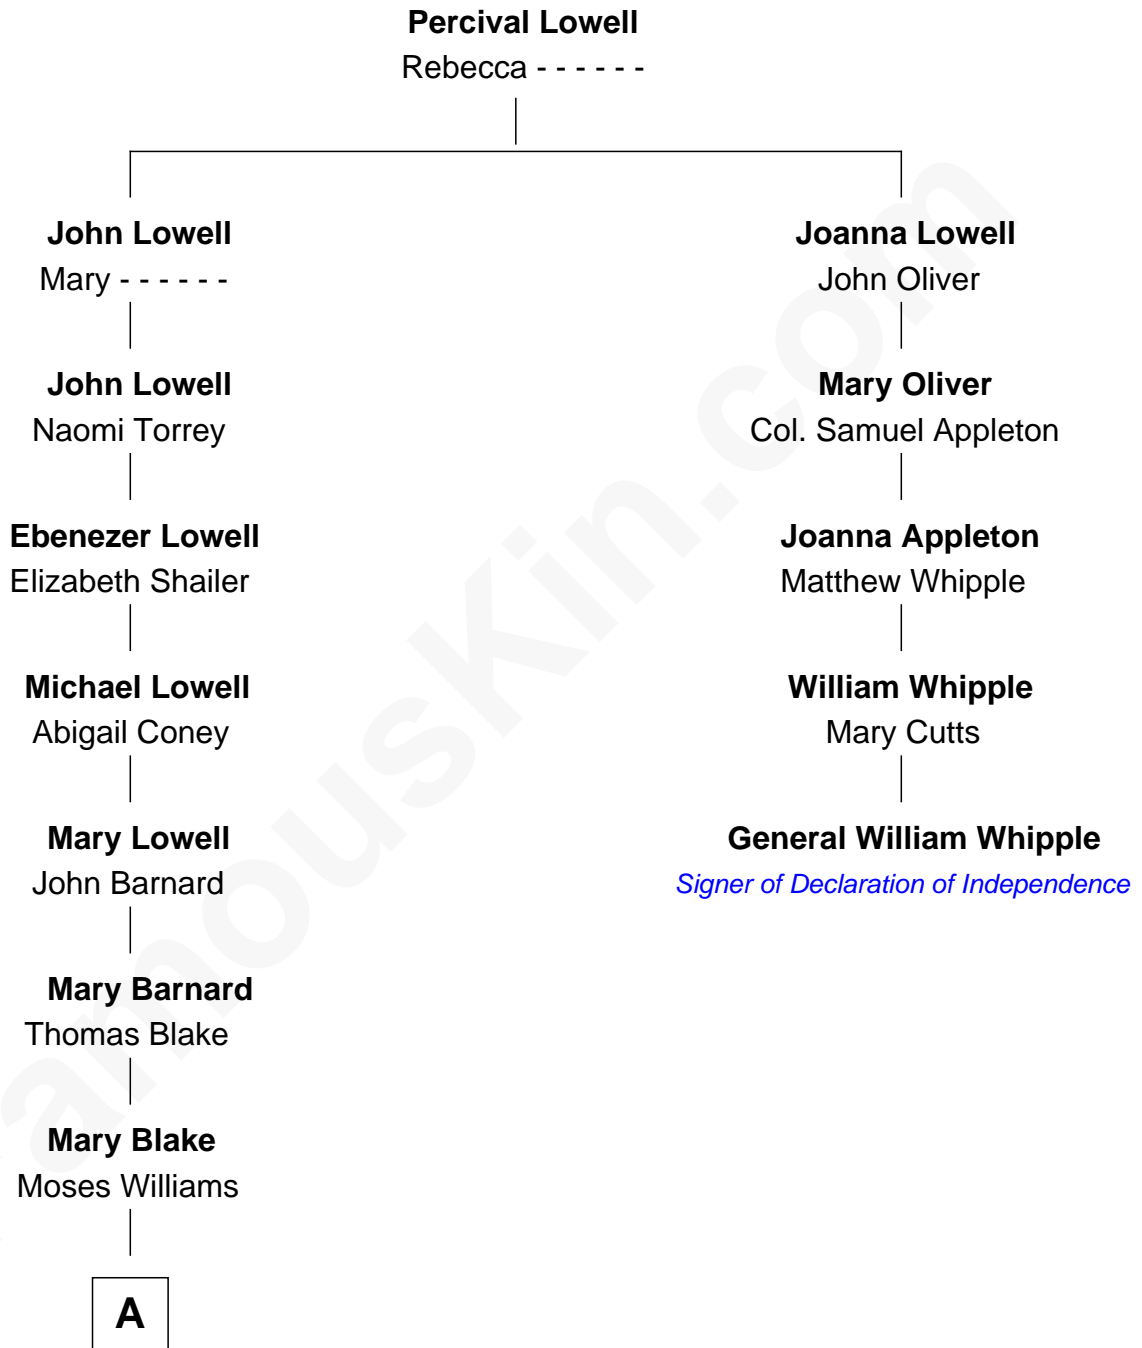 Percival Lowell
Rebecca - - - - - -
John Lowell
Mary - - - - - -
John Lowell
Naomi Torrey
Ebenezer Lowell
Elizabeth Shailer
Michael Lowell
Abigail Coney
Mary Lowell
John Barnard
Mary Barnard
Thomas Blake
Mary Blake
Moses Williams
A
Joanna Lowell
John Oliver
Mary Oliver
Col. Samuel Appleton
Joanna Appleton
Matthew Whipple
William Whipple
Mary Cutts
General William Whipple
Signer of Declaration of Independence
amouskin.com